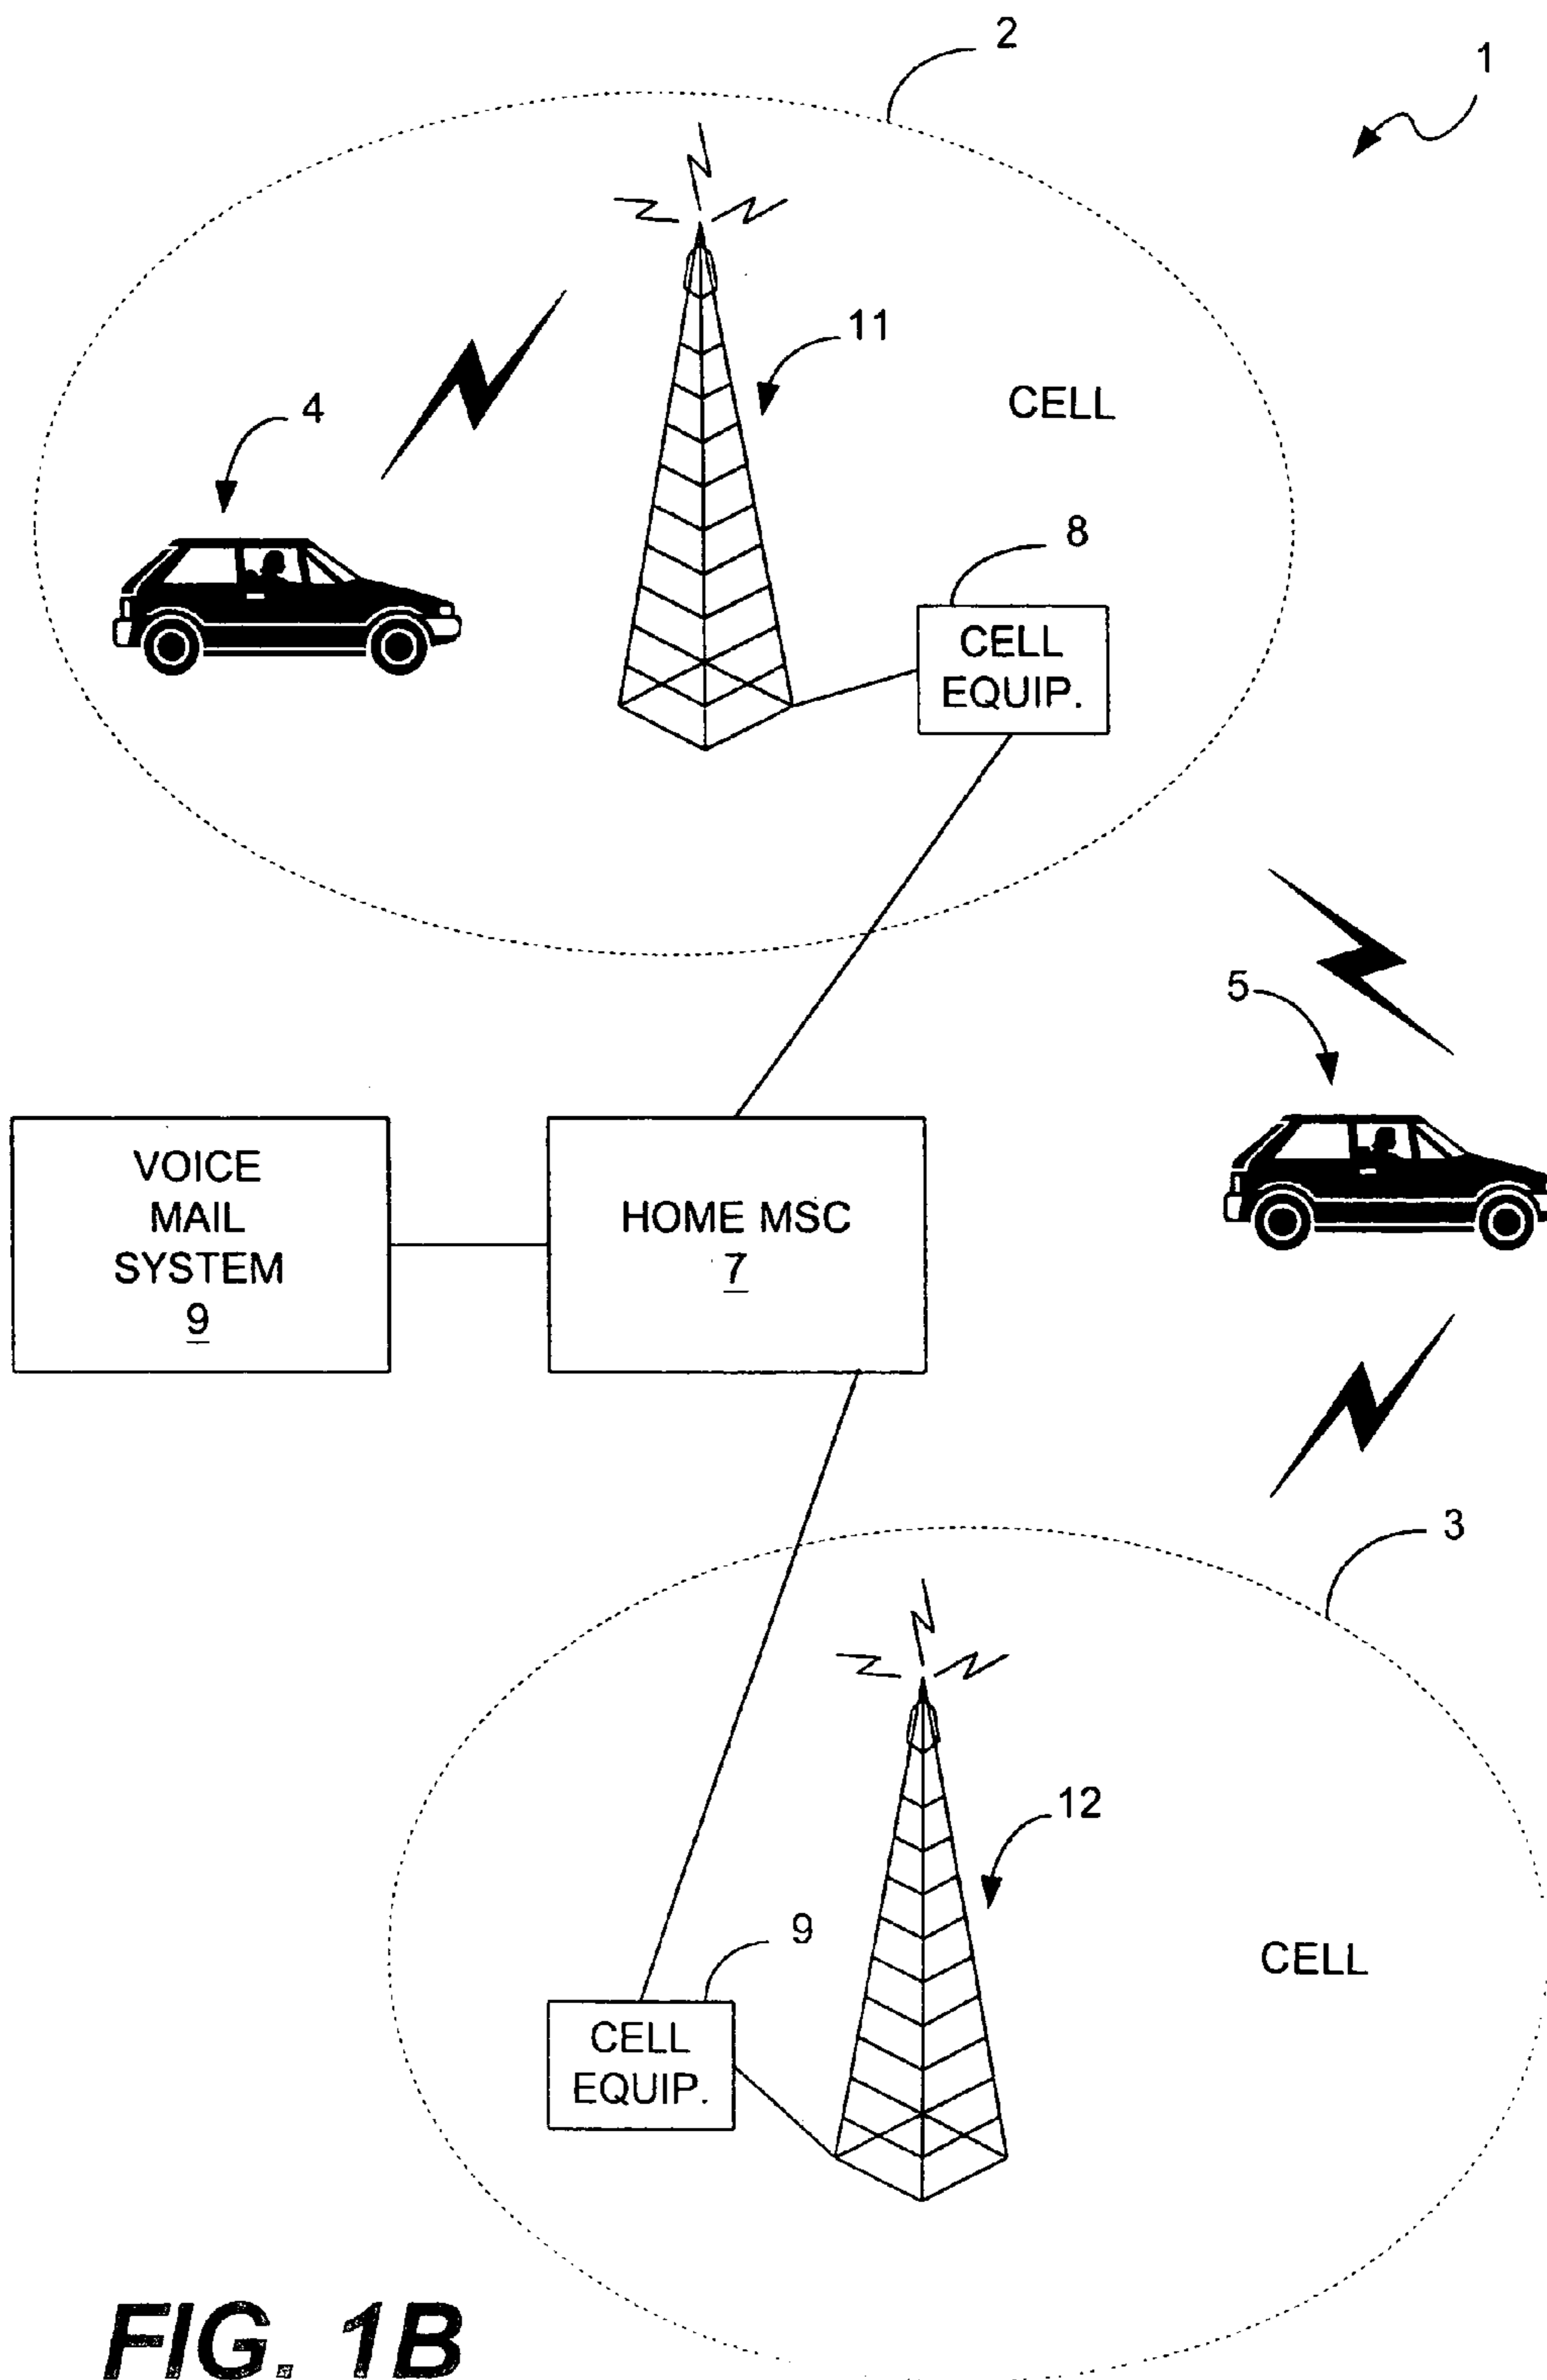 2
1
11
CELL
4
8
CELL
EQUIP.
5
VOICE
MAIL
SYSTEM
9
HOME MSC
7
3
12
9
CELL
CELL
EQUIP.
FIG. 1B